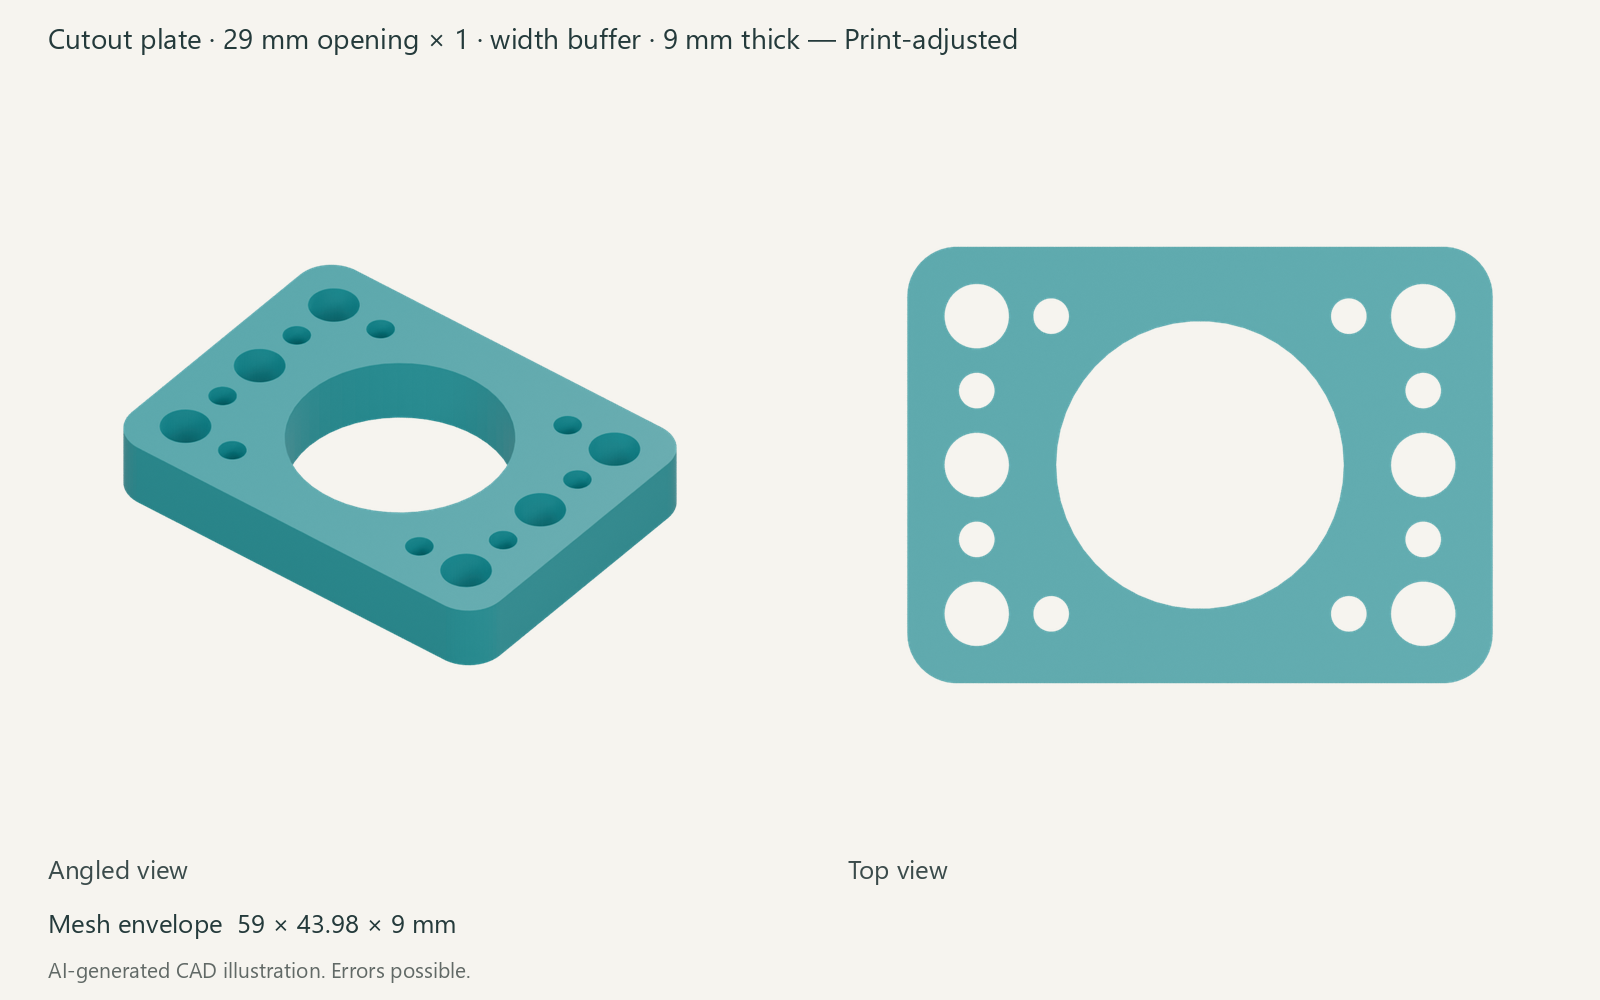 Cutout plate · 29 mm opening × 1 · width buffer · 9 mm thick — Print-adjusted
Angled view
Top view
Mesh envelope  59 × 43.98 × 9 mm
AI-generated CAD illustration. Errors possible.